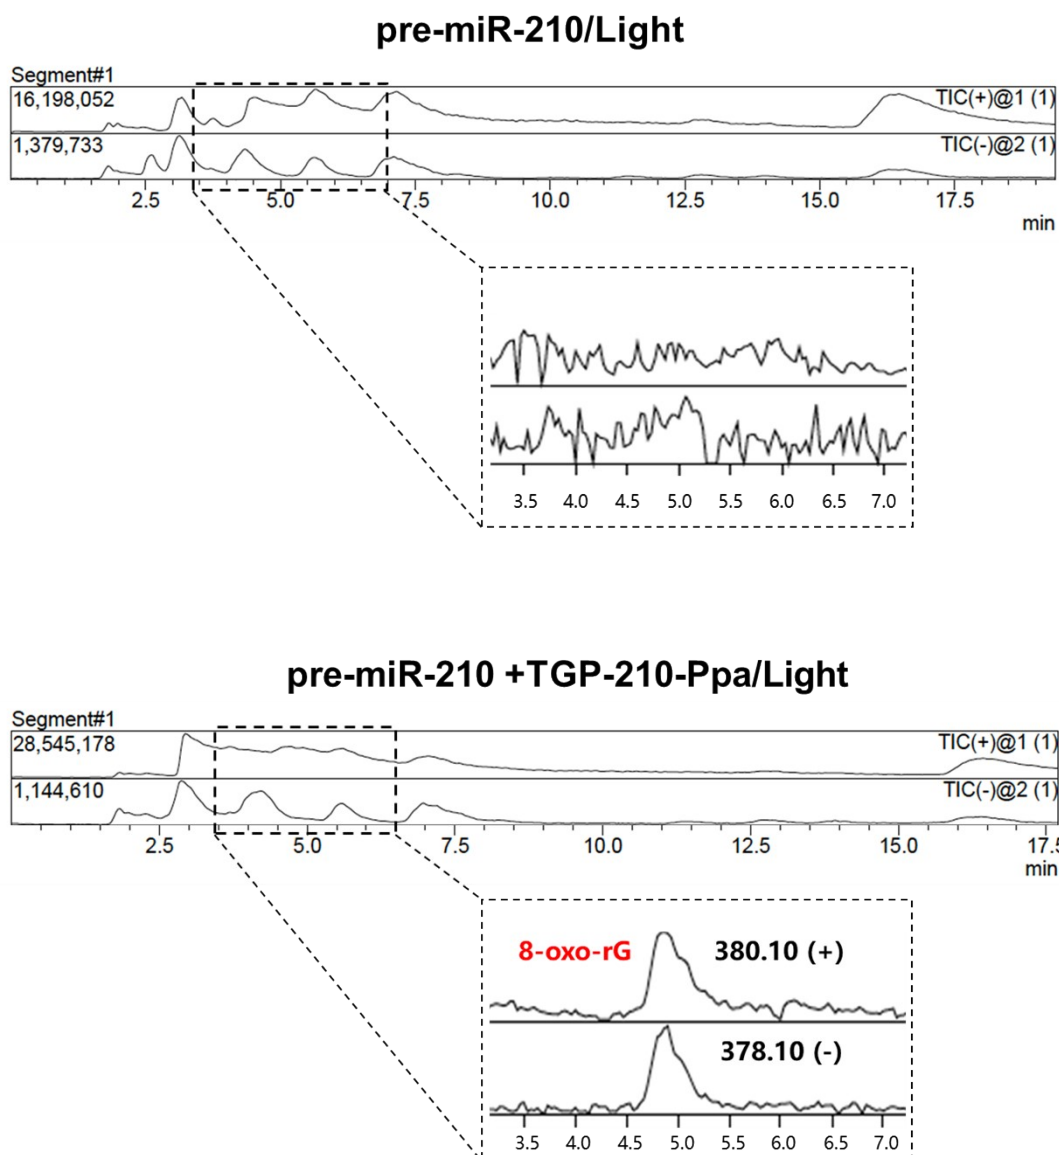 pre-miR-210/Light
Segment#1
16,198,052 TIC(+)@1 (1)
1,379,733 TIC(-)@2 (1)
2.5 5.0 7.5 10.0 12.5 15.0 17.5
min
3.5 4.0 4.5 5.0 5.5 6.0 6.5 7.0
pre-miR-210 +TGP-210-Ppa/Light
Segment#1
28,545,178 TIC(+)@1 (1)
1,144,610 TIC(-)@2 (1)
2.5 5.0 7.5 10.0 12.5 15.0 17.5
min
8-oxo-rG 380.10 (+)
378.10 (-)
3.5 4.0 4.5 5.0 5.5 6.0 6.5 7.0